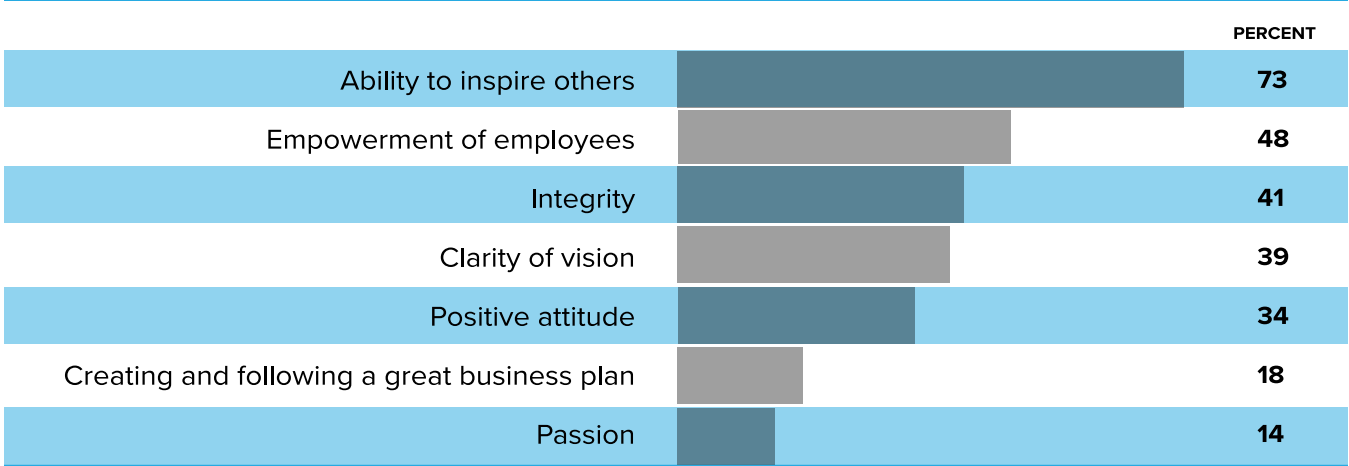 PERCENT
Ability to inspire others 73
Empowerment of employees 48
Integrity 41
Clarity of vision 39
Positive attitude 34
Creating and following a great business plan 18
Passion 14